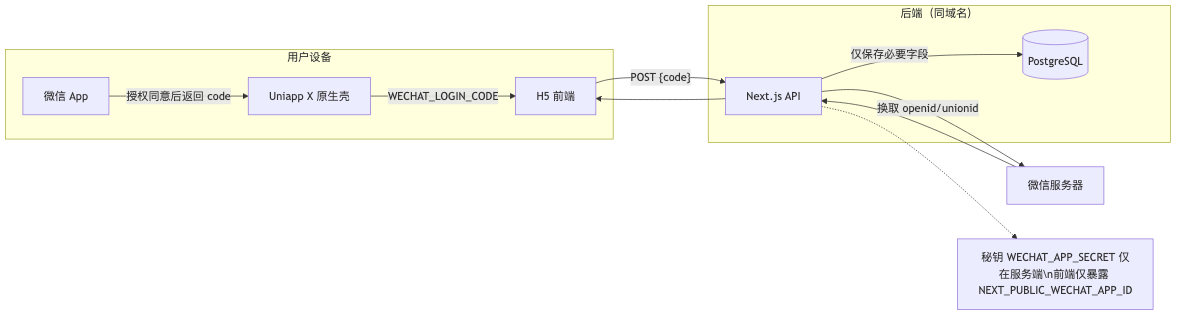 后端（同域名）
用户设备
仅保存必要字段
PostgreSQL
微信 App
授权同意后返回 code
Uniapp X 原生壳
WECHAT_LOGIN_CODE
H5 前端
POST {code}
Next.js API
换取 openid/unionid
微信服务器
秘钥 WECHAT_APP_SECRET 仅
在服务端\n前端仅暴露
NEXT_PUBLIC_WECHAT_APP_ID